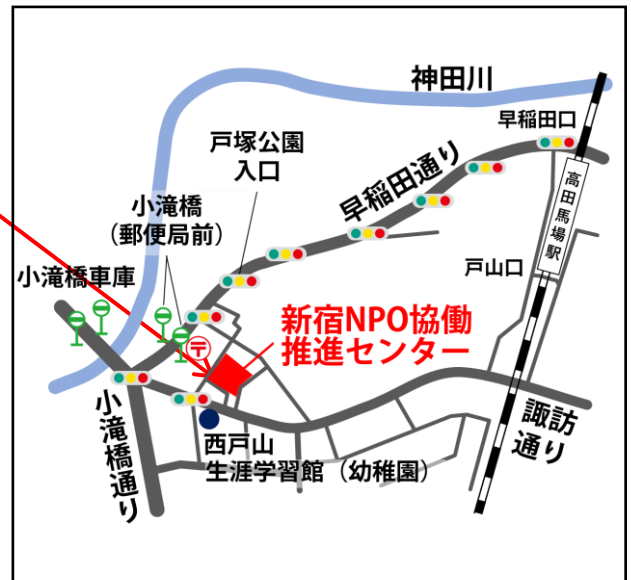 神田川
早稲田口
戸塚公園
入口
早稲田通り
高田馬場駅
小滝橋
（郵便局前）
戸山口
小滝橋車庫
新宿NPO協働
推進センター
〒
小滝橋通り
諏訪
通り
西戸山
生涯学習館（幼稚園）